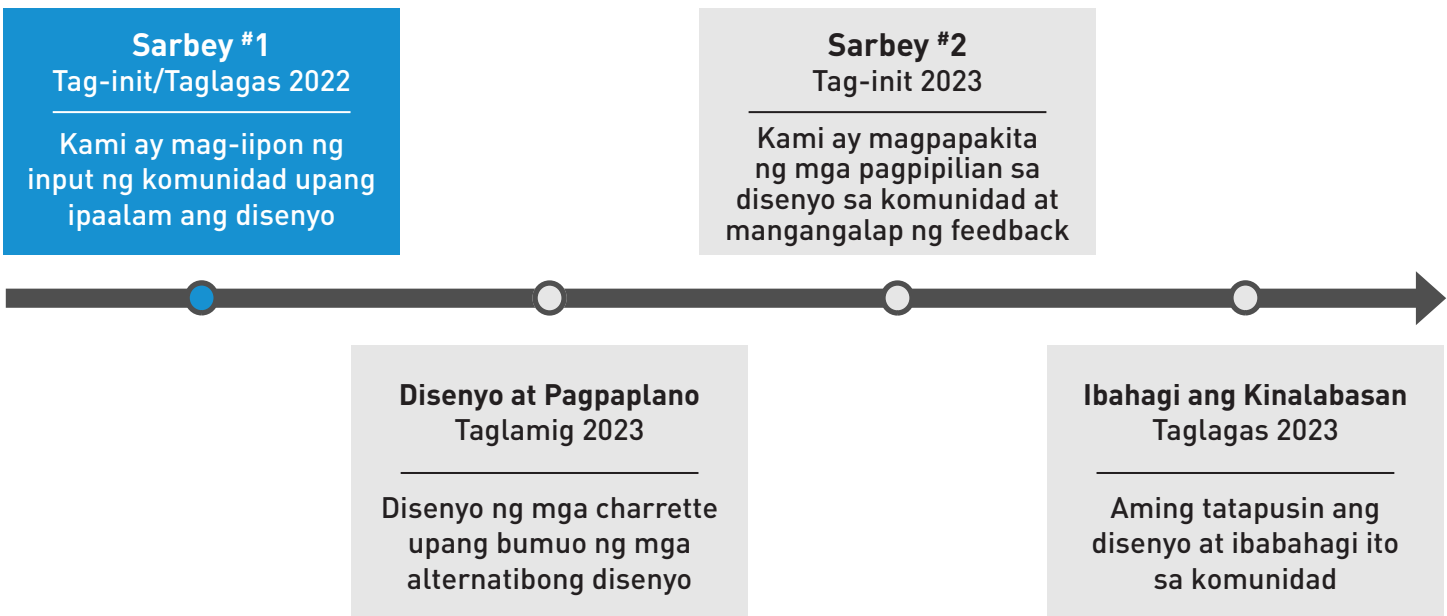 Sarbey #1
Tag-init/Taglagas 2022
Kami ay mag-iipon ng
input ng komunidad upang
ipaalam ang disenyo
Disenyo at Pagpaplano
Taglamig 2023
Disenyo ng mga charrette
upang bumuo ng mga
alternatibong disenyo
Sarbey #2
Tag-init 2023
Kami ay magpapakita
ng mga pagpipilian sa
disenyo sa komunidad at
mangangalap ng feedback
Ibahagi ang Kinalabasan
Taglagas 2023
Aming tatapusin ang
disenyo at ibabahagi ito
sa komunidad